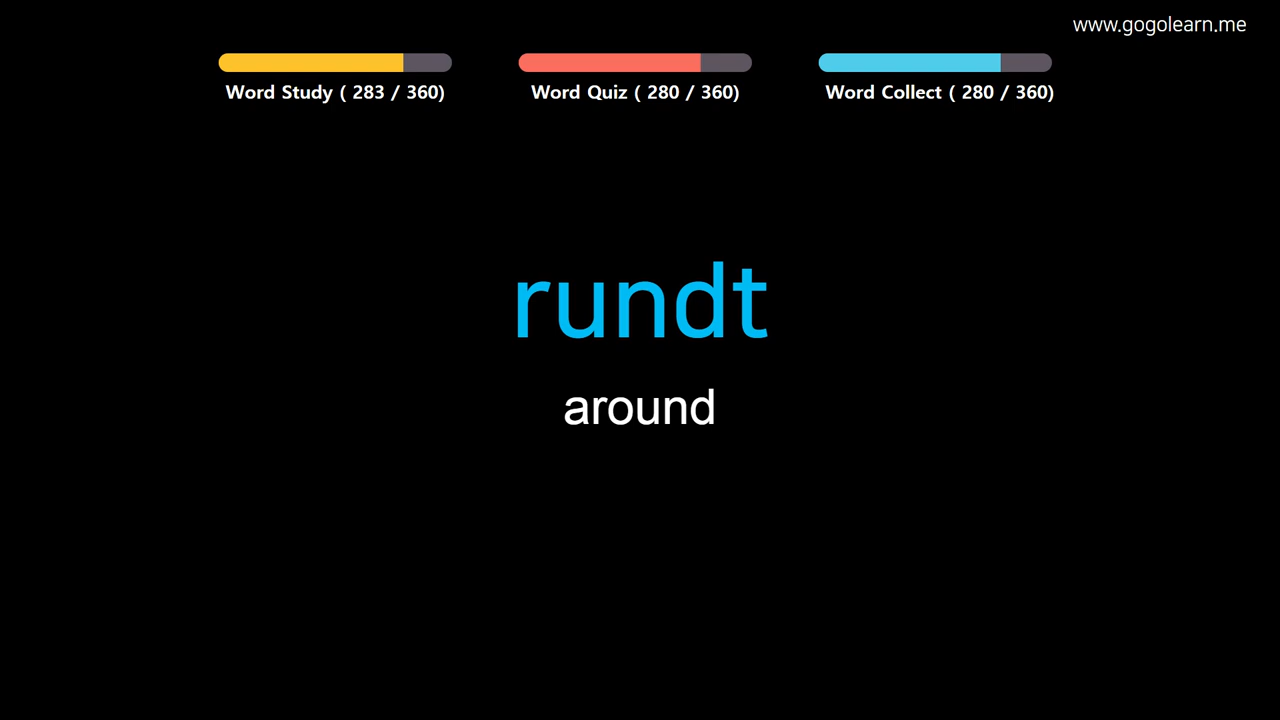 www.gogolearn.me
Word Study ( 283 / 360)
Word Quiz ( 280 / 360)
Word Collect ( 280 / 360)
rundt
around